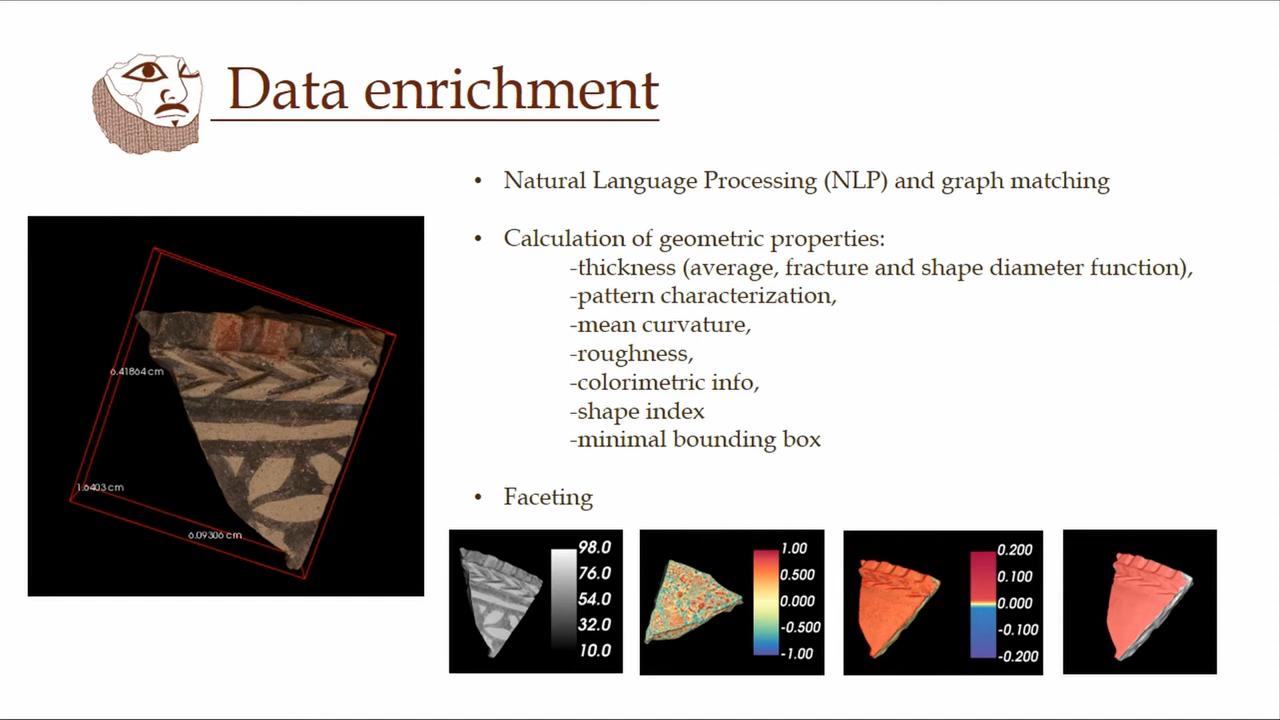 Data enrichment
• Natural Language Processing (NLP) and graph matching
• Calculation of geometric properties:
-thickness (average, fracture and shape diameter function),
-pattern characterization,
-mean curvature,
-roughness,
-colorimetric info,
-shape index
-minimal bounding box
• Faceting
6.41864 cm
1.6403 cm
6.09306 cm
98.0
76.0
54.0
32.0
10.0
1.00
0.500
0.000
-0.500
-1.00
0.200
0.100
0.000
-0.100
-0.200